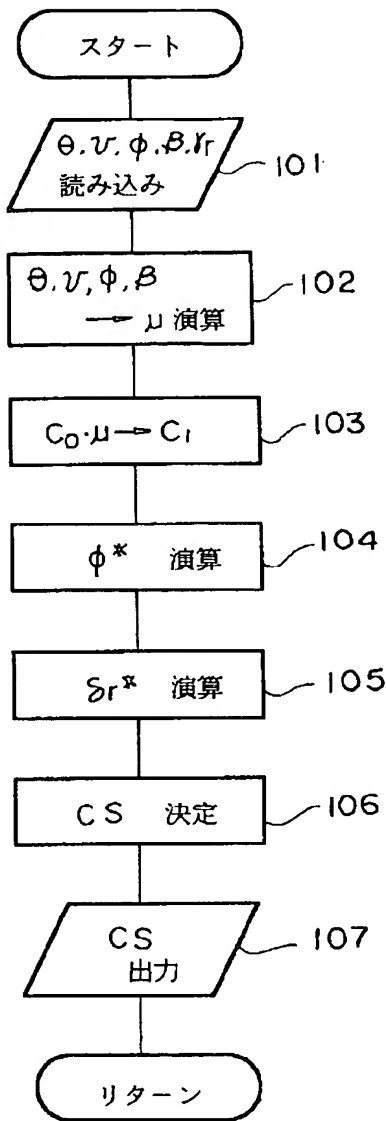 スタート
θ.V.φ.β.γr
読み込み
101
θ.V,φ.β
→ μ 演算
102
C₀・μ→C₁
103
φ* 演算
104
δr* 演算
105
CS 決定
106
CS
出力
107
リターン